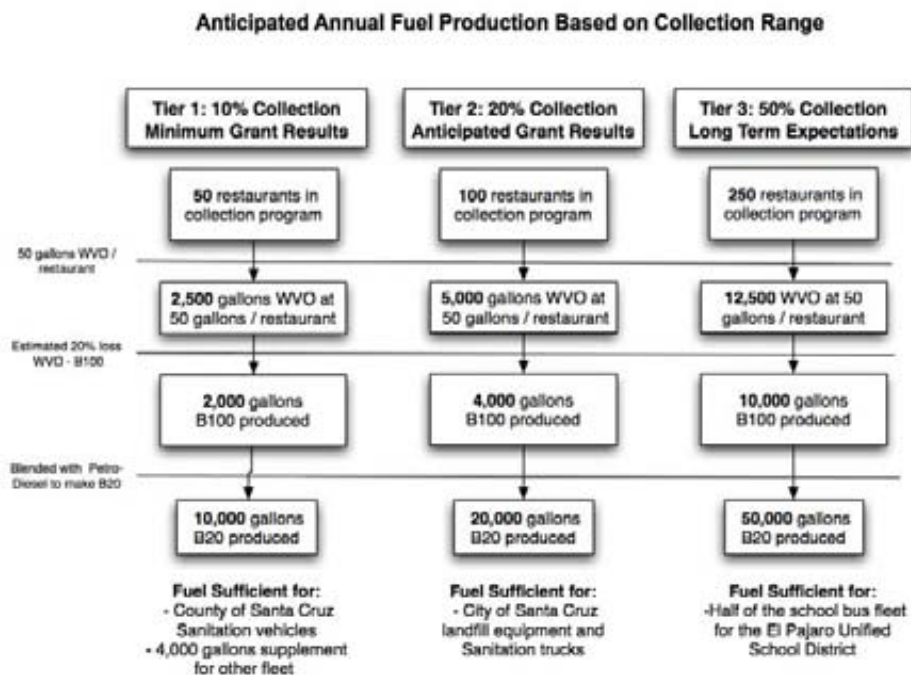 Anticipated Annual Fuel Production Based on Collection Range
Tier 1: 10% Collection
Minimum Grant Results
Tier 2: 20% Collection
Anticipated Grant Results
Tier 3: 50% Collection
Long Term Expectations
50 restaurants in
collection program
100 restaurants in
collection program
250 restaurants in
collection program
50 gallons WVO /
restaurant
2,500 gallons WVO at
50 gallons / restaurant
5,000 gallons WVO at
50 gallons / restaurant
12,500 WVO at 50
gallons / restaurant
Estimated 20% loss
WVO - B100
2,000 gallons
B100 produced
4,000 gallons
B100 produced
10,000 gallons
B100 produced
Blended with Petro-
Diesel to make B20
10,000 gallons
B20 produced
20,000 gallons
B20 produced
50,000 gallons
B20 produced
Fuel Sufficient for:
- County of Santa Cruz
Sanitation vehicles
- 4,000 gallons supplement
for other fleet
Fuel Sufficient for:
- City of Santa Cruz
landfill equipment and
Sanitation trucks
Fuel Sufficient for:
-Half of the school bus fleet
for the El Pajaro Unified
School District